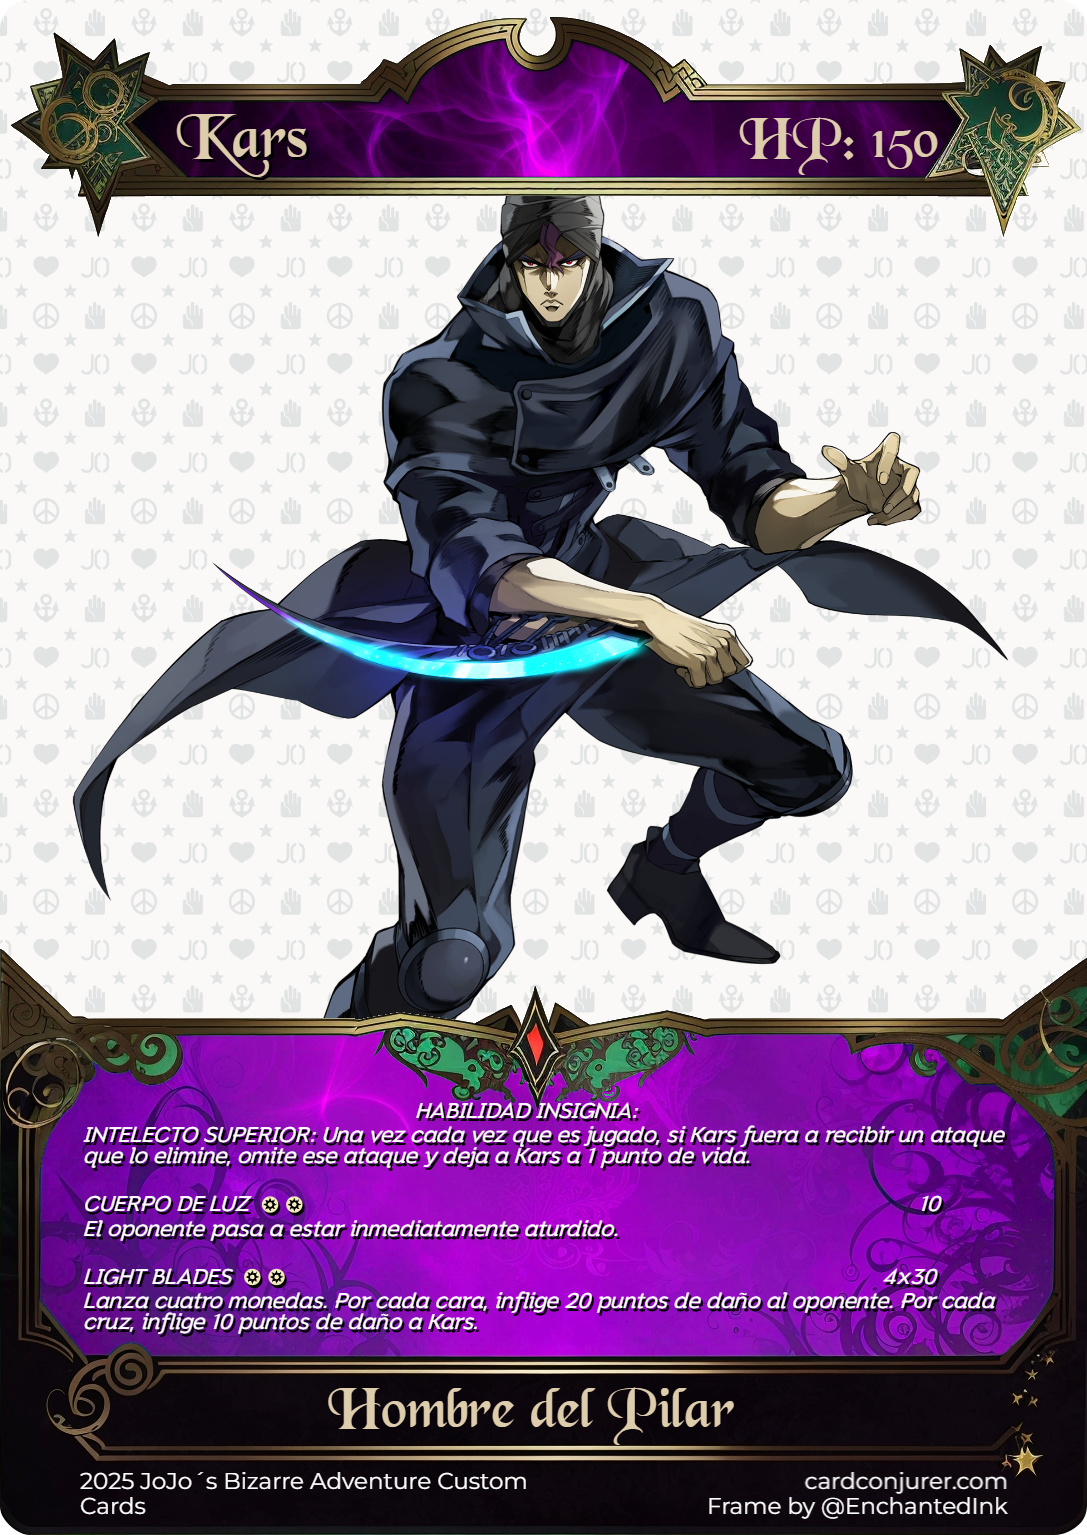 Kars
HP: 150
HABILIDAD INSIGNIA:
INTELECTO SUPERIOR: Una vez cada vez que es jugado, si Kars fuera a recibir un ataque
que lo elimine, omite ese ataque y deja a Kars a 1 punto de vida.
CUERPO DE LUZ 10
El oponente pasa a estar inmediatamente aturdido.
LIGHT BLADES 4x30
Lanza cuatro monedas. Por cada cara, inflige 20 puntos de daño al oponente. Por cada
cruz, inflige 10 puntos de daño a Kars.
Hombre del Pilar
2025 JoJo´s Bizarre Adventure Custom
Cards
cardconjurer.com
Frame by @EnchantedInk